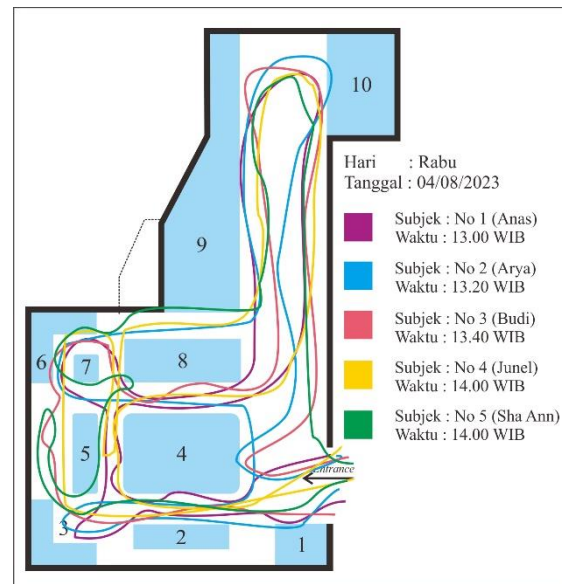 10
Hari : Rabu
Tanggal : 04/08/2023
Subjek : No 1 (Anas)
Waktu : 13.00 WIB
9
Subjek : No 2 (Arya)
Waktu : 13.20 WIB
Subjek : No 3 (Budi)
Waktu : 13.40 WIB
6
7
8
Subjek : No 4 (Junel)
Waktu : 14.00 WIB
Subjek : No 5 (Sha Ann)
Waktu : 14.00 WIB
5
4
Entrance
3
2
1